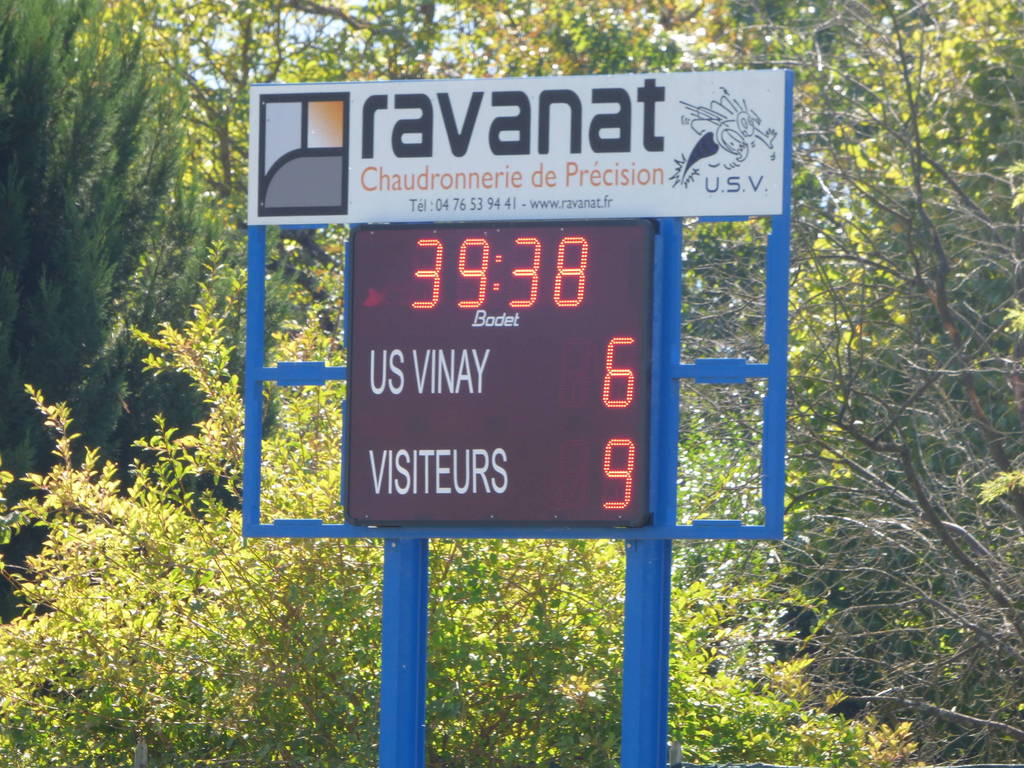 ravanat
Chaudronnerie de Précision
Tél : 04 76 53 94 41 - www.ravanat.fr
U.S.V.
39:38
Bodet
US VINAY 6
VISITEURS 9